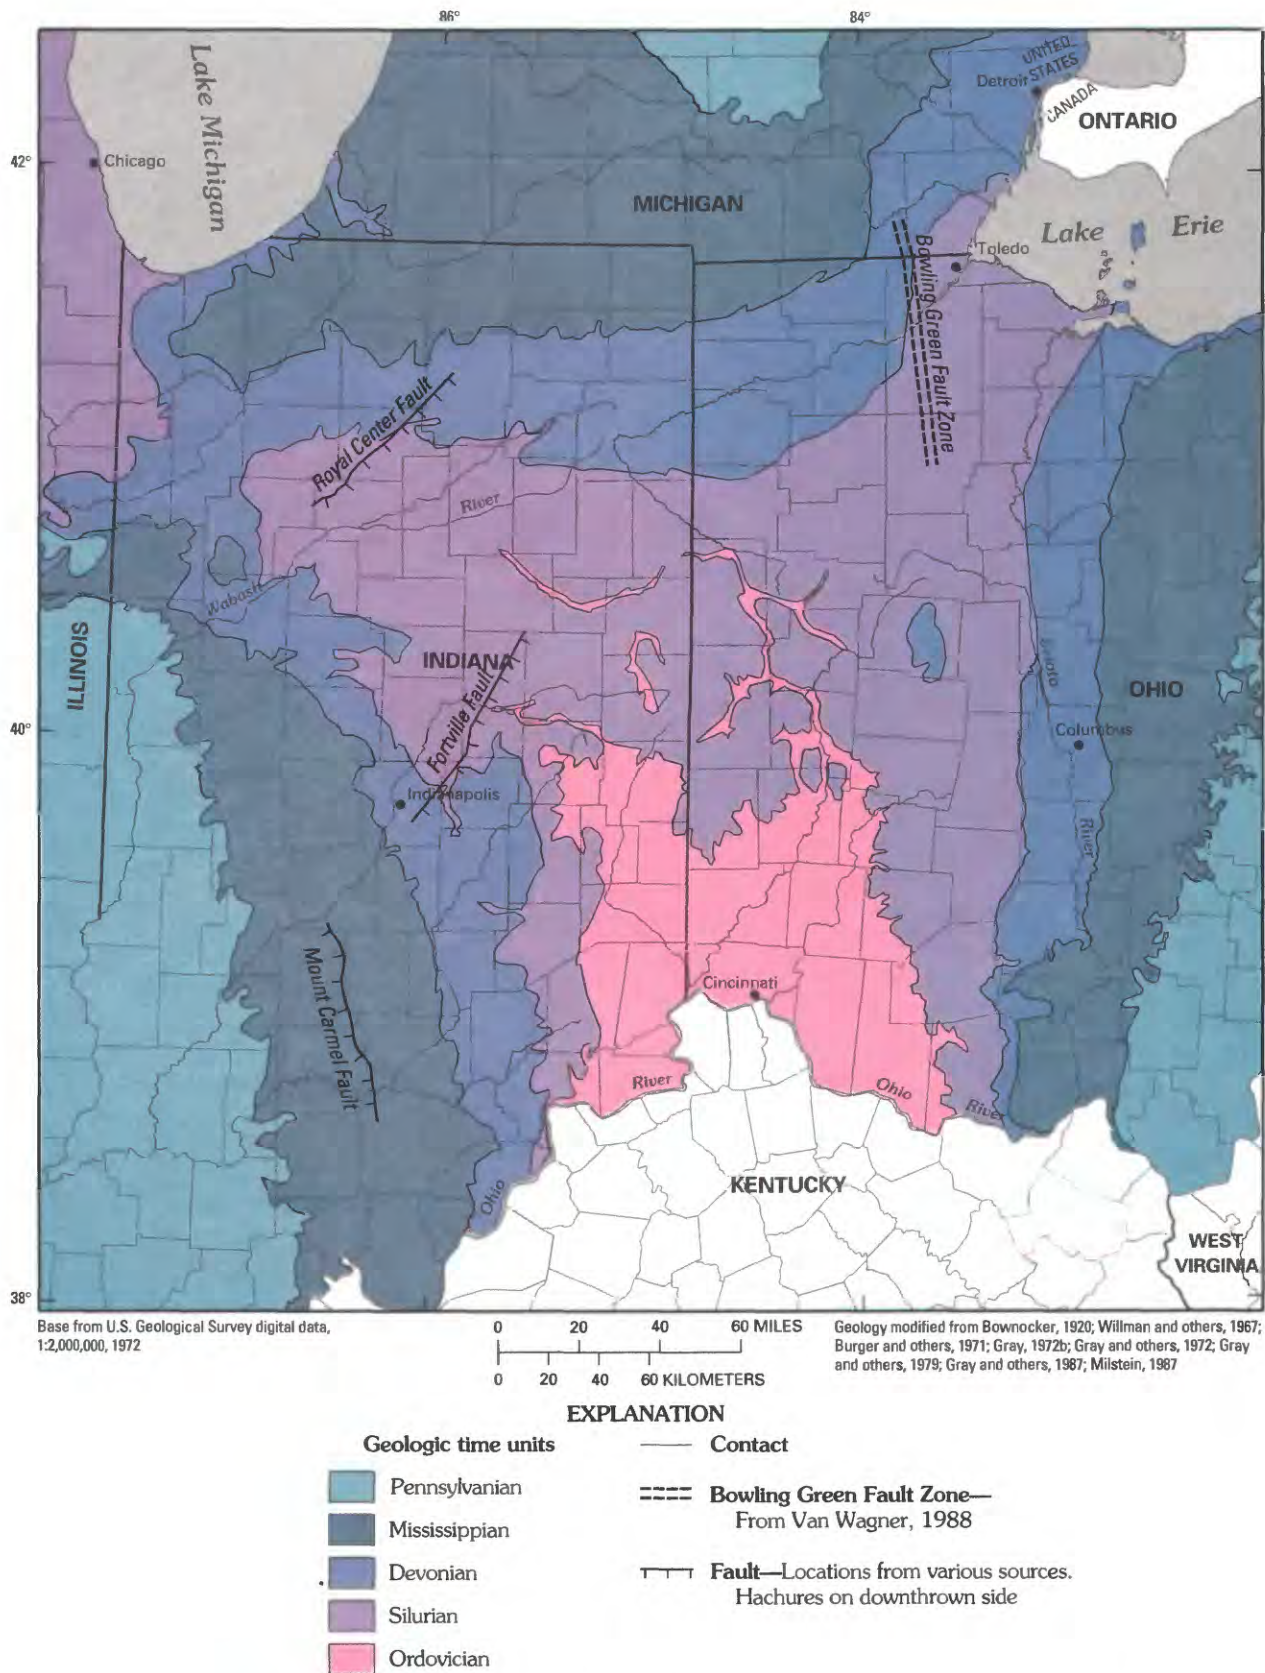 86°
84°
42°
40°
38°
Lake Michigan
Chicago
UNITED
STATES
Detroit
CANADA
ONTARIO
MICHIGAN
Lake
Erie
Toledo
Bowling Green Fault Zone
Royal Center Fault
River
Wabash
ILLINOIS
INDIANA
Fortville Fault
Indianapolis
OHIO
Scioto
Columbus
River
Mount Carmel Fault
Cincinnati
River
Ohio
River
Ohio
KENTUCKY
WEST
VIRGINIA
Base from U.S. Geological Survey digital data,
1:2,000,000, 1972
0 20 40 60 MILES
0 20 40 60 KILOMETERS
Geology modified from Bownocker, 1920; Willman and others, 1967;
Burger and others, 1971; Gray, 1972b; Gray and others, 1972; Gray
and others, 1979; Gray and others, 1987; Milstein, 1987
EXPLANATION
Geologic time units
Pennsylvanian
Mississippian
Devonian
Silurian
Ordovician
Contact
Bowling Green Fault Zone—
From Van Wagner, 1988
Fault—Locations from various sources.
Hachures on downthrown side